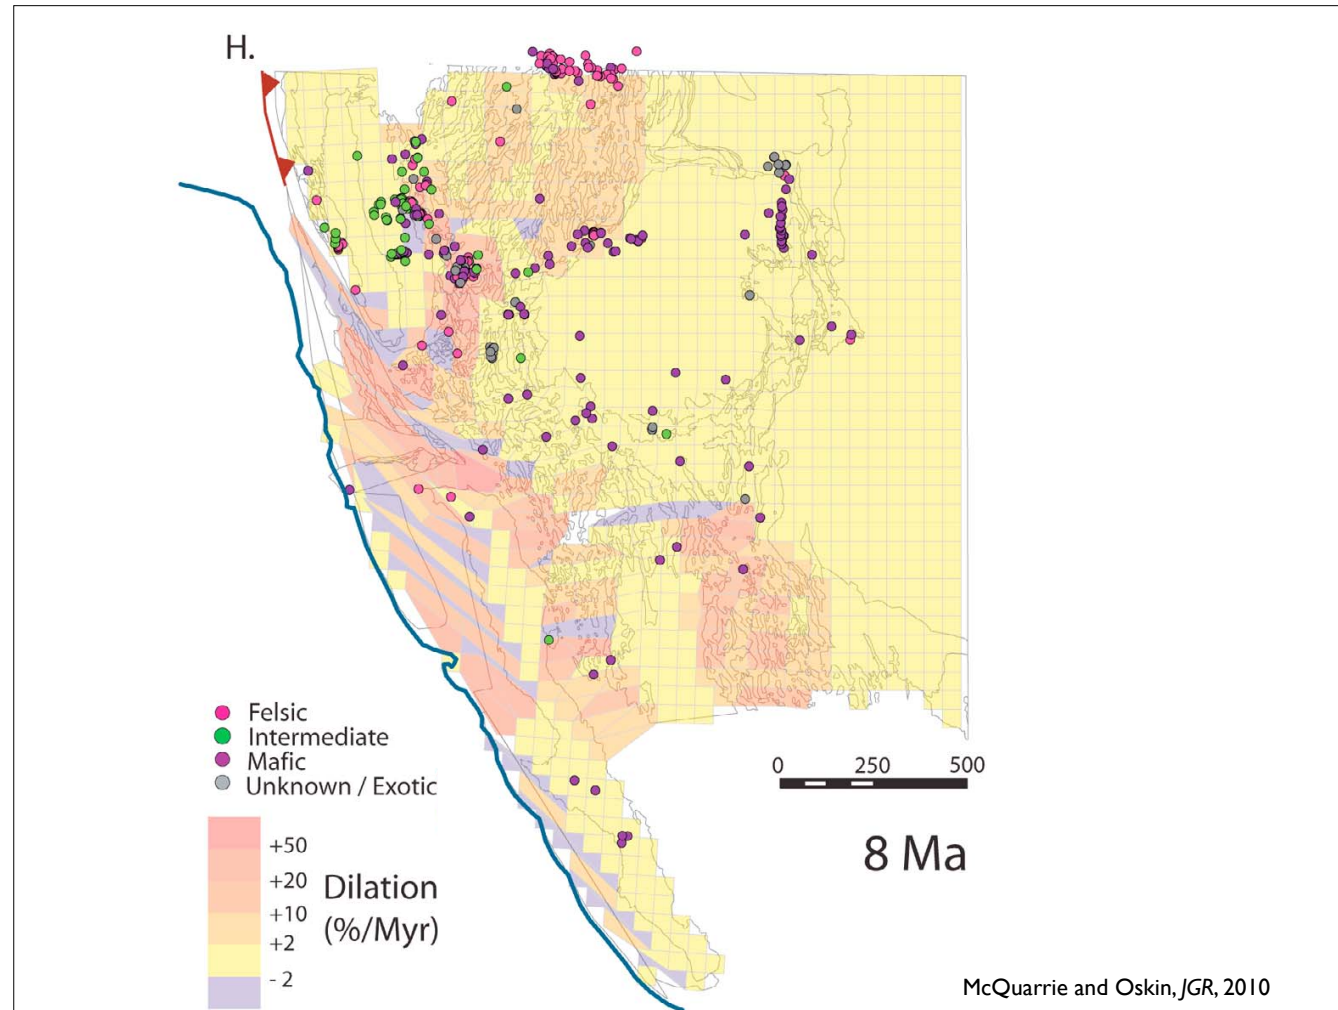 H.
Felsic
Intermediate
Mafic
Unknown / Exotic
0 250 500
8 Ma
+50
+20
+10
+2
- 2
Dilation
(%/Myr)
McQuarrie and Oskin, JGR, 2010